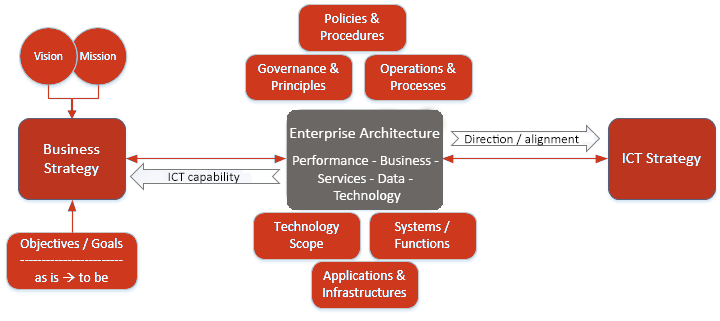 Policies &
Procedures
Vision
Mission
Governance &
Principles
Operations &
Processes
Business
Strategy
Enterprise Architecture
Performance - Business -
Services - Data -
Technology
Direction / alignment
ICT capability
ICT Strategy
Technology
Scope
Systems /
Functions
Objectives / Goals
------------------------
as is → to be
Applications &
Infrastructures